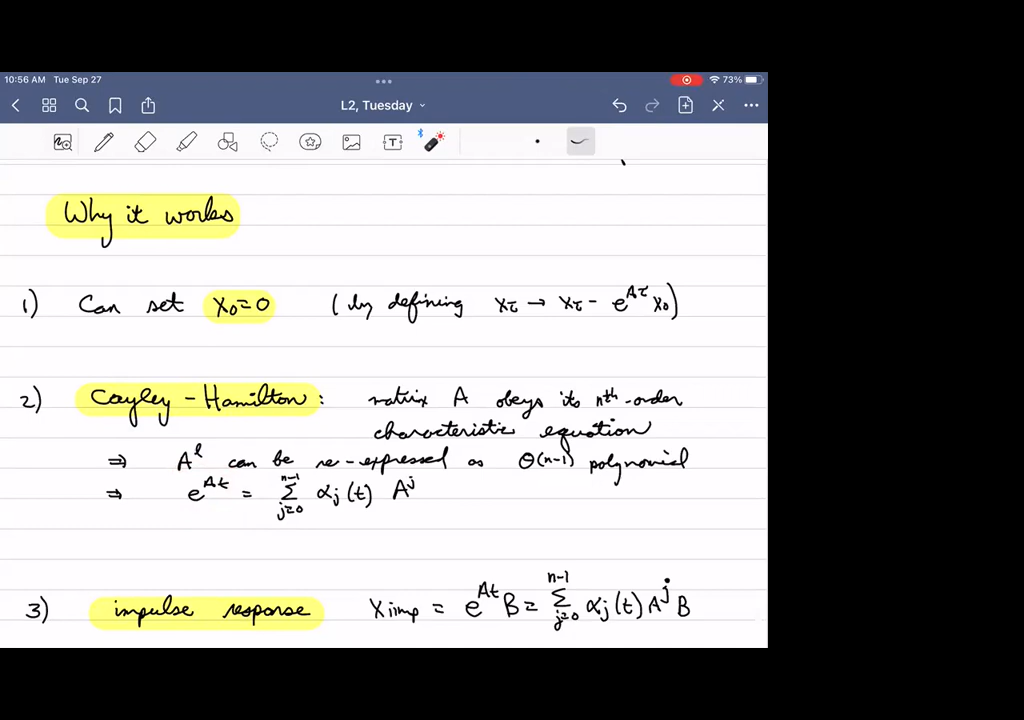 10:56 AM Tue Sep 27
73%
L2, Tuesday
Why it works
1) Can set x₀=0 (by defining x_τ → x_τ - e^{Aτ} x₀)
2) Cayley-Hamilton: matrix A obeys its nth-order
characteristic equation
⇒ A^l can be re-expressed as O(n-1) polynomial
⇒ e^{At} = Σ_{j=0}^{n-1} α_j(t) A^j
3) impulse response x_imp = e^{At} B = Σ_{j=0}^{n-1} α_j(t) A^j B